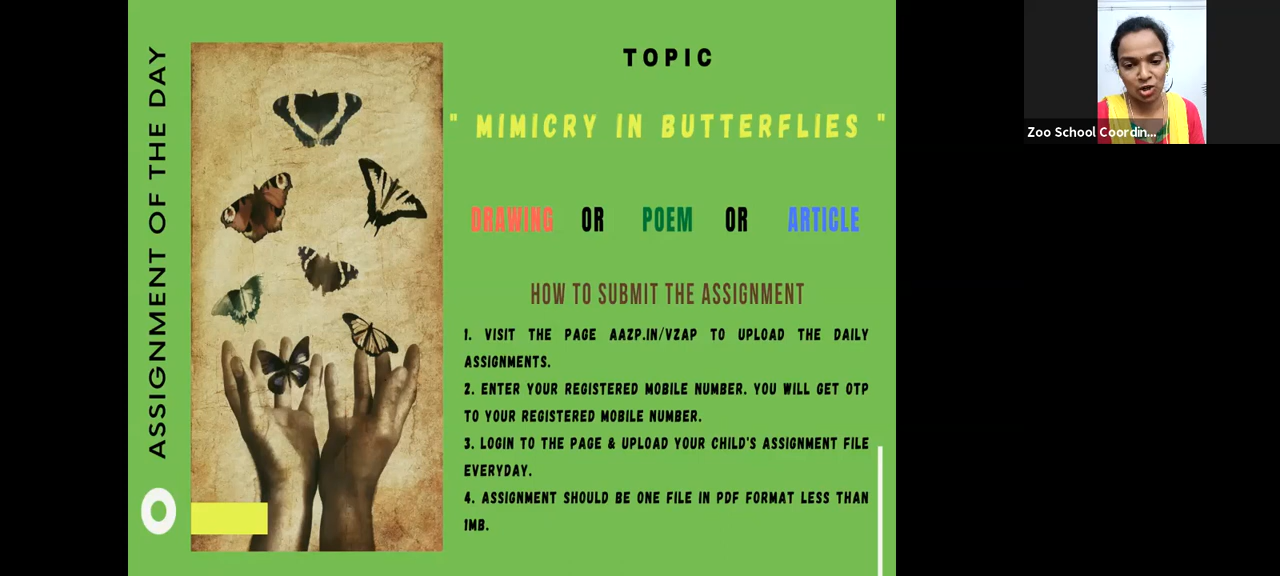 ASSIGNMENT OF THE DAY
TOPIC
" MIMICRY IN BUTTERFLIES "
DRAWING OR POEM OR ARTICLE
HOW TO SUBMIT THE ASSIGNMENT
1. VISIT THE PAGE AAZP.IN/VZAP TO UPLOAD THE DAILY
ASSIGNMENTS.
2. ENTER YOUR REGISTERED MOBILE NUMBER. YOU WILL GET OTP
TO YOUR REGISTERED MOBILE NUMBER.
3. LOGIN TO THE PAGE & UPLOAD YOUR CHILD'S ASSIGNMENT FILE
EVERYDAY.
4. ASSIGNMENT SHOULD BE ONE FILE IN PDF FORMAT LESS THAN
1MB.
Zoo School Coordin...